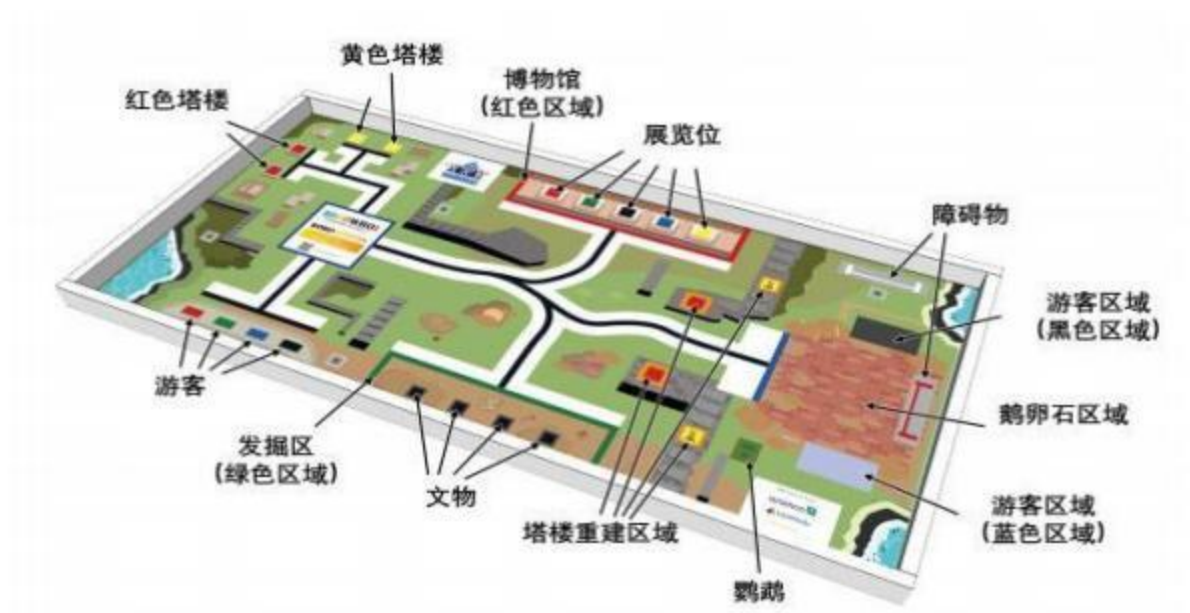 黄色塔楼
红色塔楼
博物馆
(红色区域)
展览位
障碍物
游客区域
(黑色区域)
鹅卵石区域
游客
发掘区
(绿色区域)
文物
塔楼重建区域
游客区域
(蓝色区域)
鹦鹉